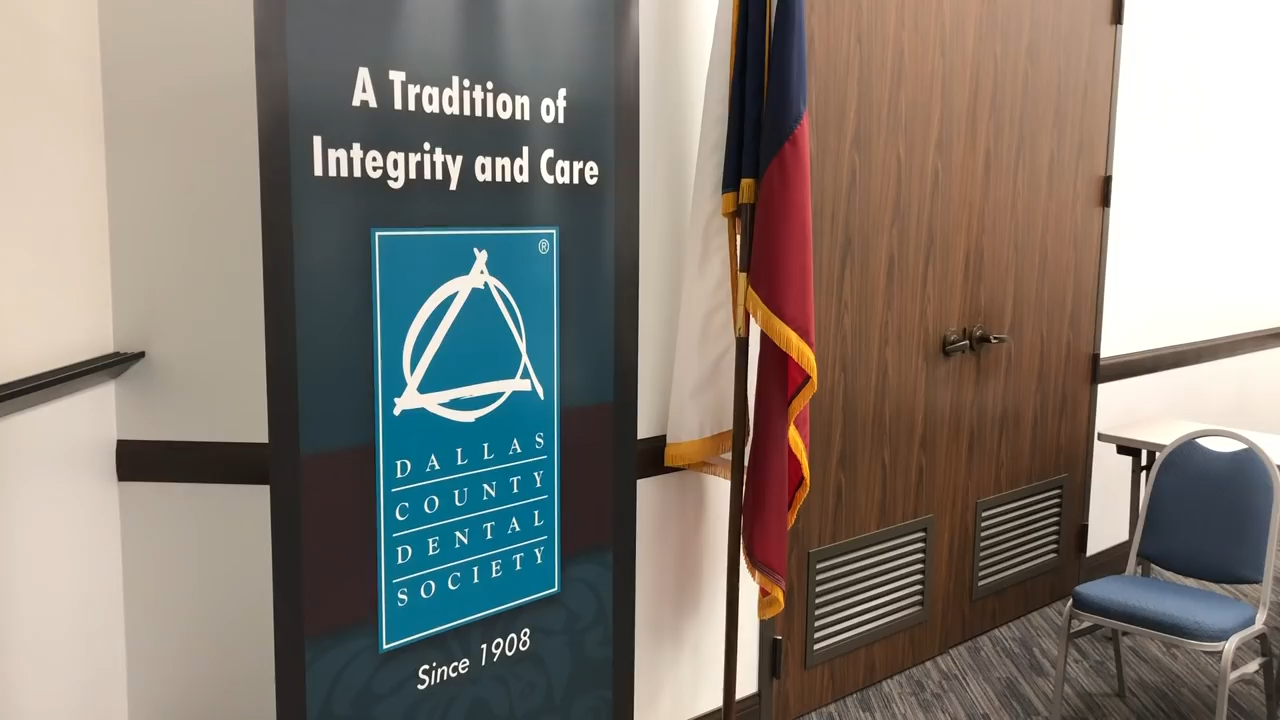 A Tradition of
Integrity and Care
®
DALLAS
COUNTY
DENTAL
SOCIETY
Since 1908